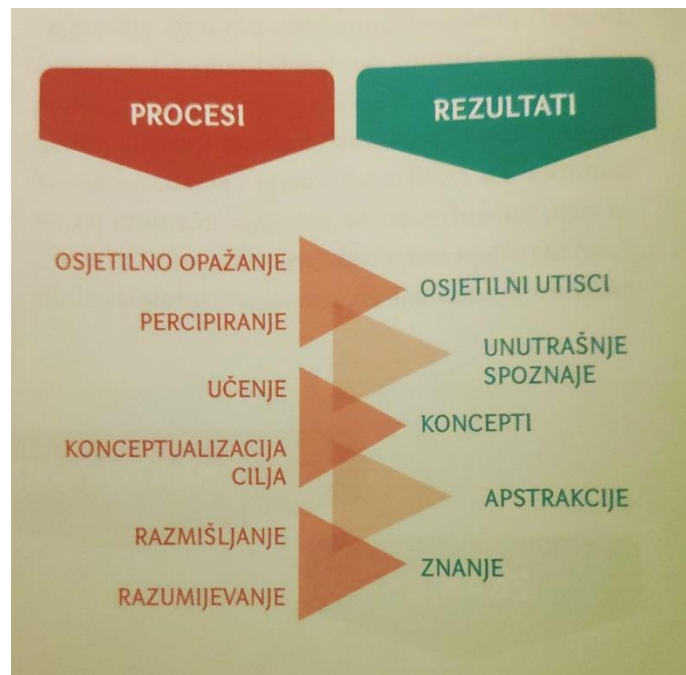 PROCESI
REZULTATI
OSJETILNO OPAŽANJE
OSJETILNI UTISCI
PERCIPIRANJE
UNUTRAŠNJE
SPOZNAJE
UČENJE
KONCEPTI
KONCEPTUALIZACIJA
CILJA
APSTRAKCIJE
RAZMIŠLJANJE
ZNANJE
RAZUMIJEVANJE